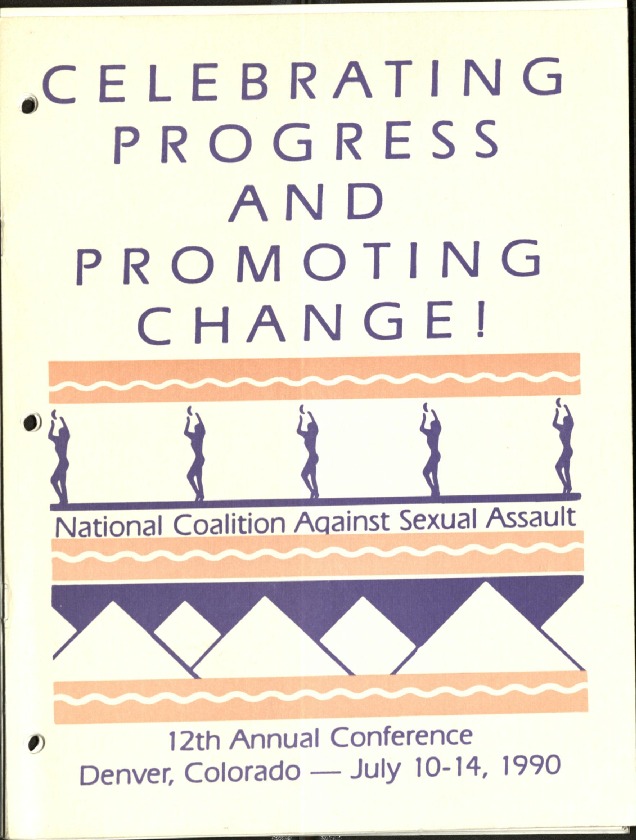 CELEBRATING
PROGRESS
AND
PROMOTING
CHANGE!
National Coalition Against Sexual Assault
12th Annual Conference
Denver, Colorado — July 10-14, 1990